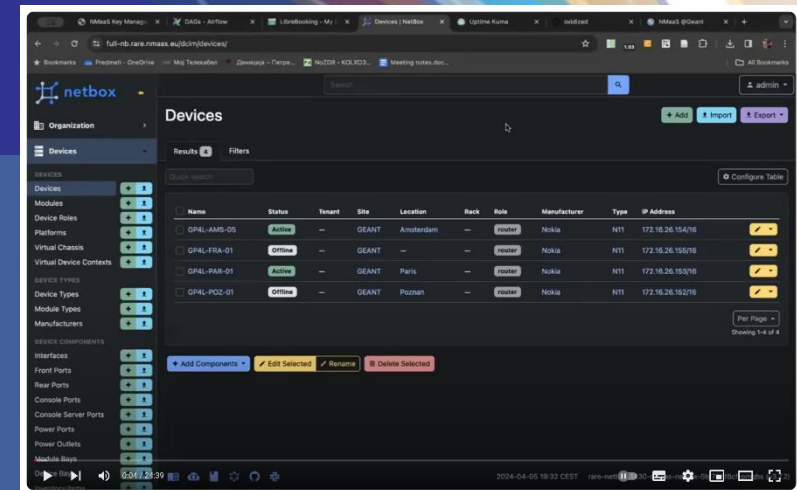 NMaaS Key Manag
DAGs - Airflow
LibreBooking - My
Devices | NetBox
Uptime Kuma
oxidized
NMaaS @Geant
full-nb.rare.nmaas.eu/dcim/devices/
Bookmarks
Predmeti - OneDrive
Мој Телекабел
NoZDR - KOLXO3...
Meeting notes.doc...
All Bookmarks
netbox
Search
admin
Organization
Devices
DEVICES
Devices
Modules
Device Roles
Platforms
Virtual Chassis
Virtual Device Contexts
DEVICE TYPES
Device Types
Module Types
Manufacturers
DEVICE COMPONENTS
Interfaces
Front Ports
Rear Ports
Console Ports
Console Server Ports
Power Ports
Power Outlets
Module Bays
Device Bays
Inventory Items
Devices
+ Add
Import
Export
Results 4
Filters
Quick search
Configure Table
Name Status Tenant Site Location Rack Role Manufacturer Type IP Address
GP4L-AMS-05 Active — GEANT Amsterdam — router Nokia N11 172.16.26.154/16
GP4L-FRA-01 Offline — GEANT — — router Nokia N11 172.16.26.155/16
GP4L-PAR-01 Active — GEANT Paris — router Nokia N11 172.16.26.153/16
GP4L-POZ-01 Offline — GEANT Poznan — router Nokia N11 172.16.26.152/16
Per Page
Showing 1-4 of 4
+ Add Components
Edit Selected
Rename
Delete Selected
0:04 / 24:39
2024-04-05 19:32 CEST